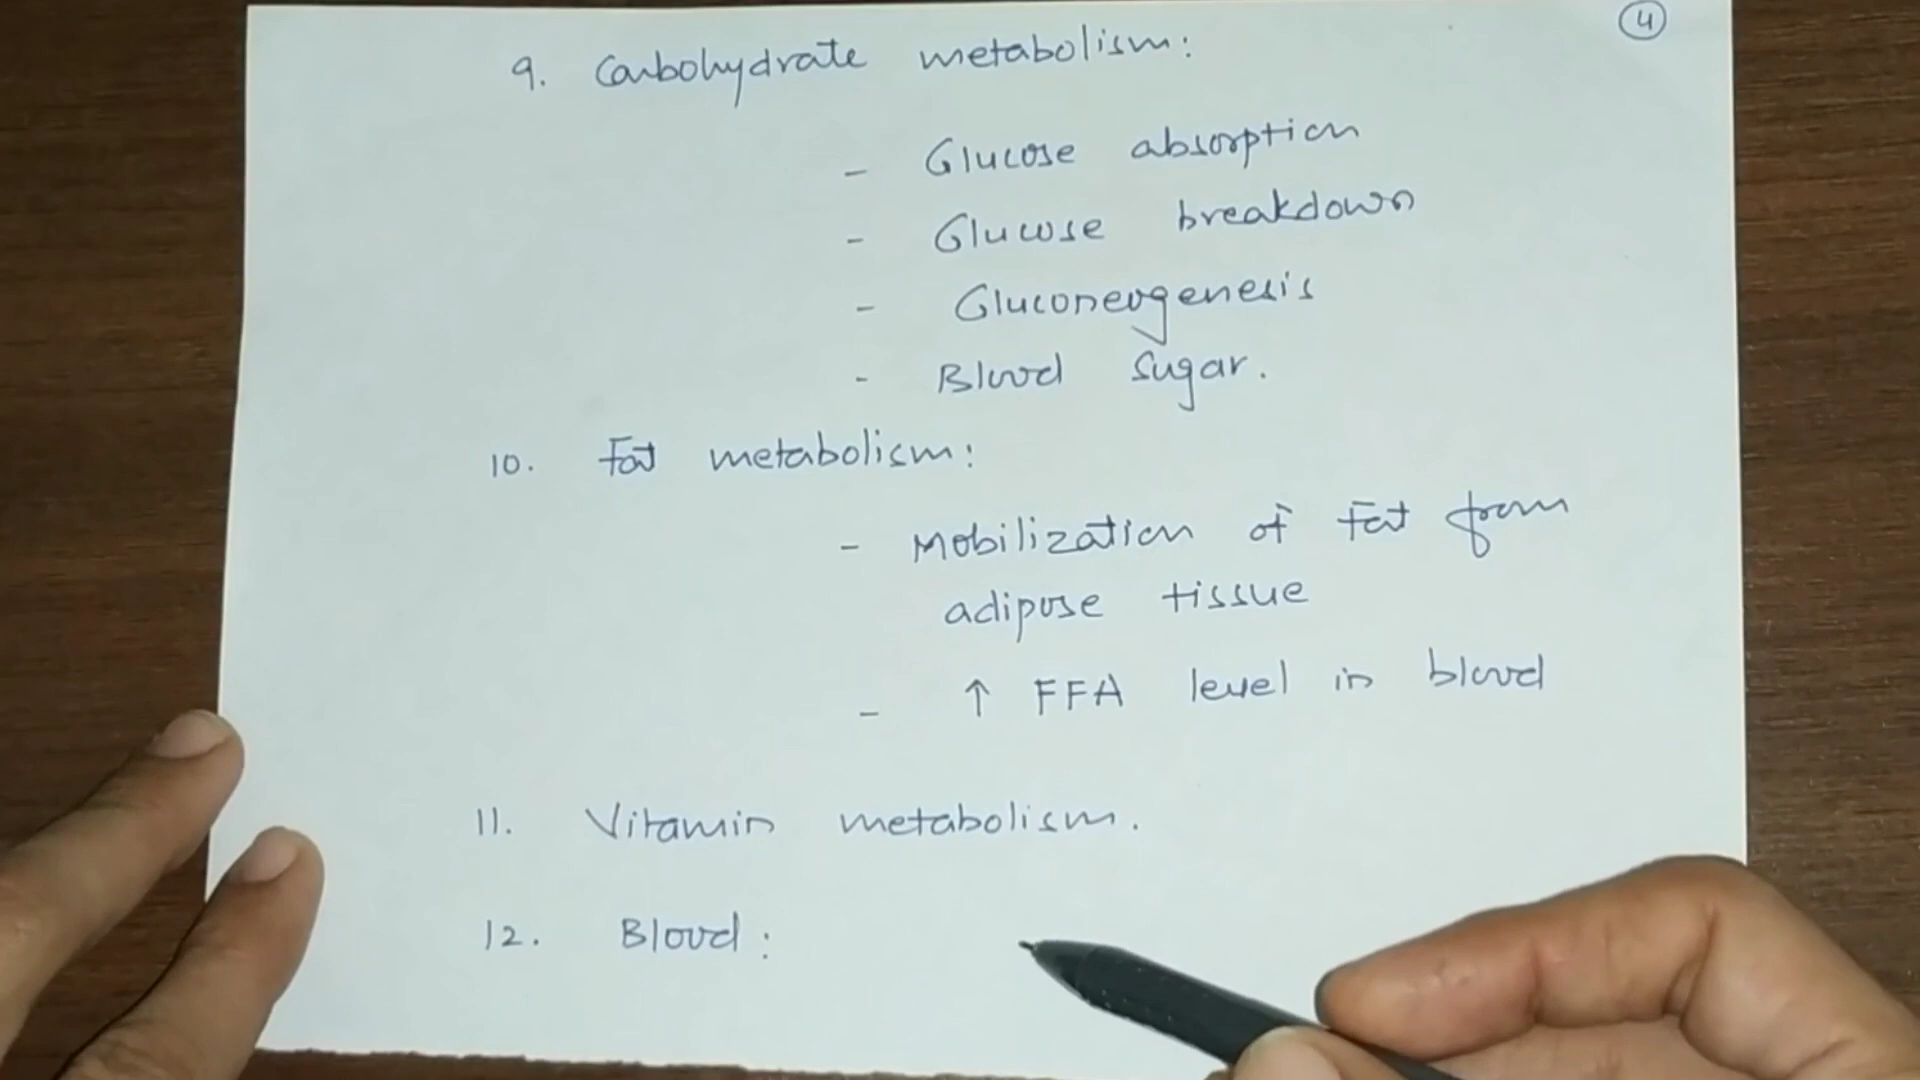 4
9. Carbohydrate metabolism:
- Glucose absorption
- Glucose breakdown
- Gluconeogenesis
- Blood sugar.
10. Fat metabolism:
- Mobilization of Fat from
adipose tissue
- ↑ FFA level in blood
11. Vitamin metabolism.
12. Blood: